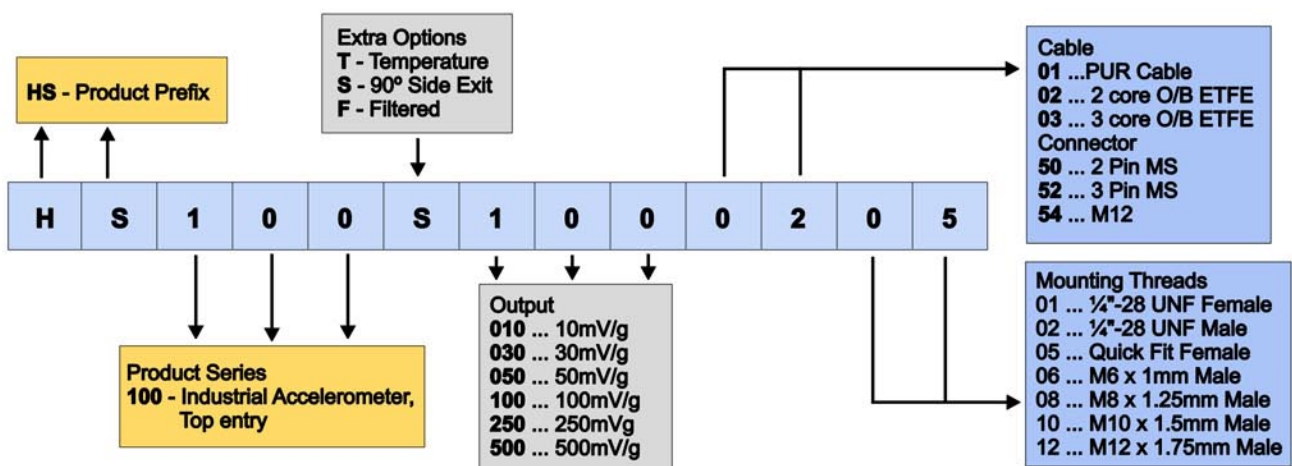 Extra Options
T - Temperature
S - 90º Side Exit
F - Filtered
HS - Product Prefix
Cable
01 ...PUR Cable
02 ... 2 core O/B ETFE
03 ... 3 core O/B ETFE
Connector
50 ... 2 Pin MS
52 ... 3 Pin MS
54 ... M12
H S 1 0 0 S 1 0 0 0 2 0 5
Product Series
100 - Industrial Accelerometer,
Top entry
Output
010 ... 10mV/g
030 ... 30mV/g
050 ... 50mV/g
100 ... 100mV/g
250 ... 250mVg
500 ... 500mV/g
Mounting Threads
01 ... ¼"-28 UNF Female
02 ... ¼"-28 UNF Male
05 ... Quick Fit Female
06 ... M6 x 1mm Male
08 ... M8 x 1.25mm Male
10 ... M10 x 1.5mm Male
12 ... M12 x 1.75mm Male